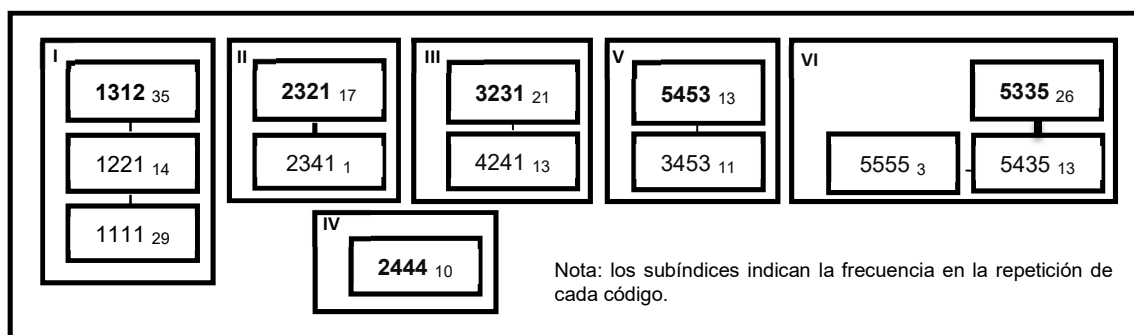 I
1312 35
1221 14
1111 29
II
2321 17
2341 1
III
3231 21
4241 13
V
5453 13
3453 11
VI
5335 26
5555 3
5435 13
IV
2444 10
Nota: los subíndices indican la frecuencia en la repetición de
cada código.